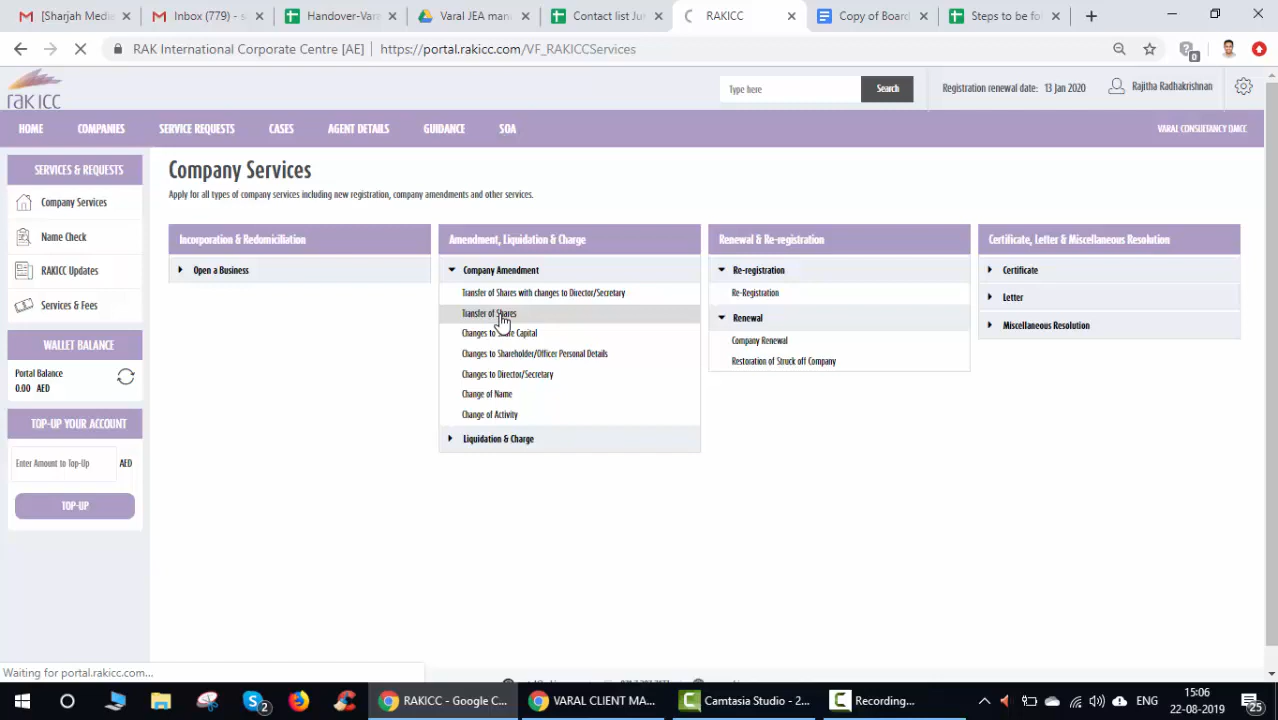 [Sharjah Media
Inbox (779) - s
Handover-Varal
Varal JEA man
Contact list Jus
RAKICC
Copy of Board
Steps to be fo
RAK International Corporate Centre [AE]
https://portal.rakicc.com/VF_RAKICCServices
0
rak ICC
Type here
Search
Registration renewal date: 13 Jan 2020
Rajitha Radhakrishnan
HOME
COMPANIES
SERVICE REQUESTS
CASES
AGENT DETAILS
GUIDANCE
SOA
VARAL CONSULTANCY DMCC
SERVICES & REQUESTS
Company Services
Name Check
RAKICC Updates
Services & Fees
WALLET BALANCE
Portal Balance
0.00 AED
TOP-UP YOUR ACCOUNT
Enter Amount to Top-Up
AED
TOP-UP
Company Services
Apply for all types of company services including new registration, company amendments and other services.
Incorporation & Redomiciliation
Open a Business
Amendment, Liquidation & Charge
Company Amendment
Transfer of Shares with changes to Director/Secretary
Transfer of Shares
Changes to Share Capital
Changes to Shareholder/Officer Personal Details
Changes to Director/Secretary
Change of Name
Change of Activity
Liquidation & Charge
Renewal & Re-registration
Re-registration
Re-Registration
Renewal
Company Renewal
Restoration of Struck off Company
Certificate, Letter & Miscellaneous Resolution
Certificate
Letter
Miscellaneous Resolution
Waiting for portal.rakicc.com...
2
RAKICC - Google C...
VARAL CLIENT MA...
Camtasia Studio - 2...
Recording...
ENG
15:06
22-08-2019
25